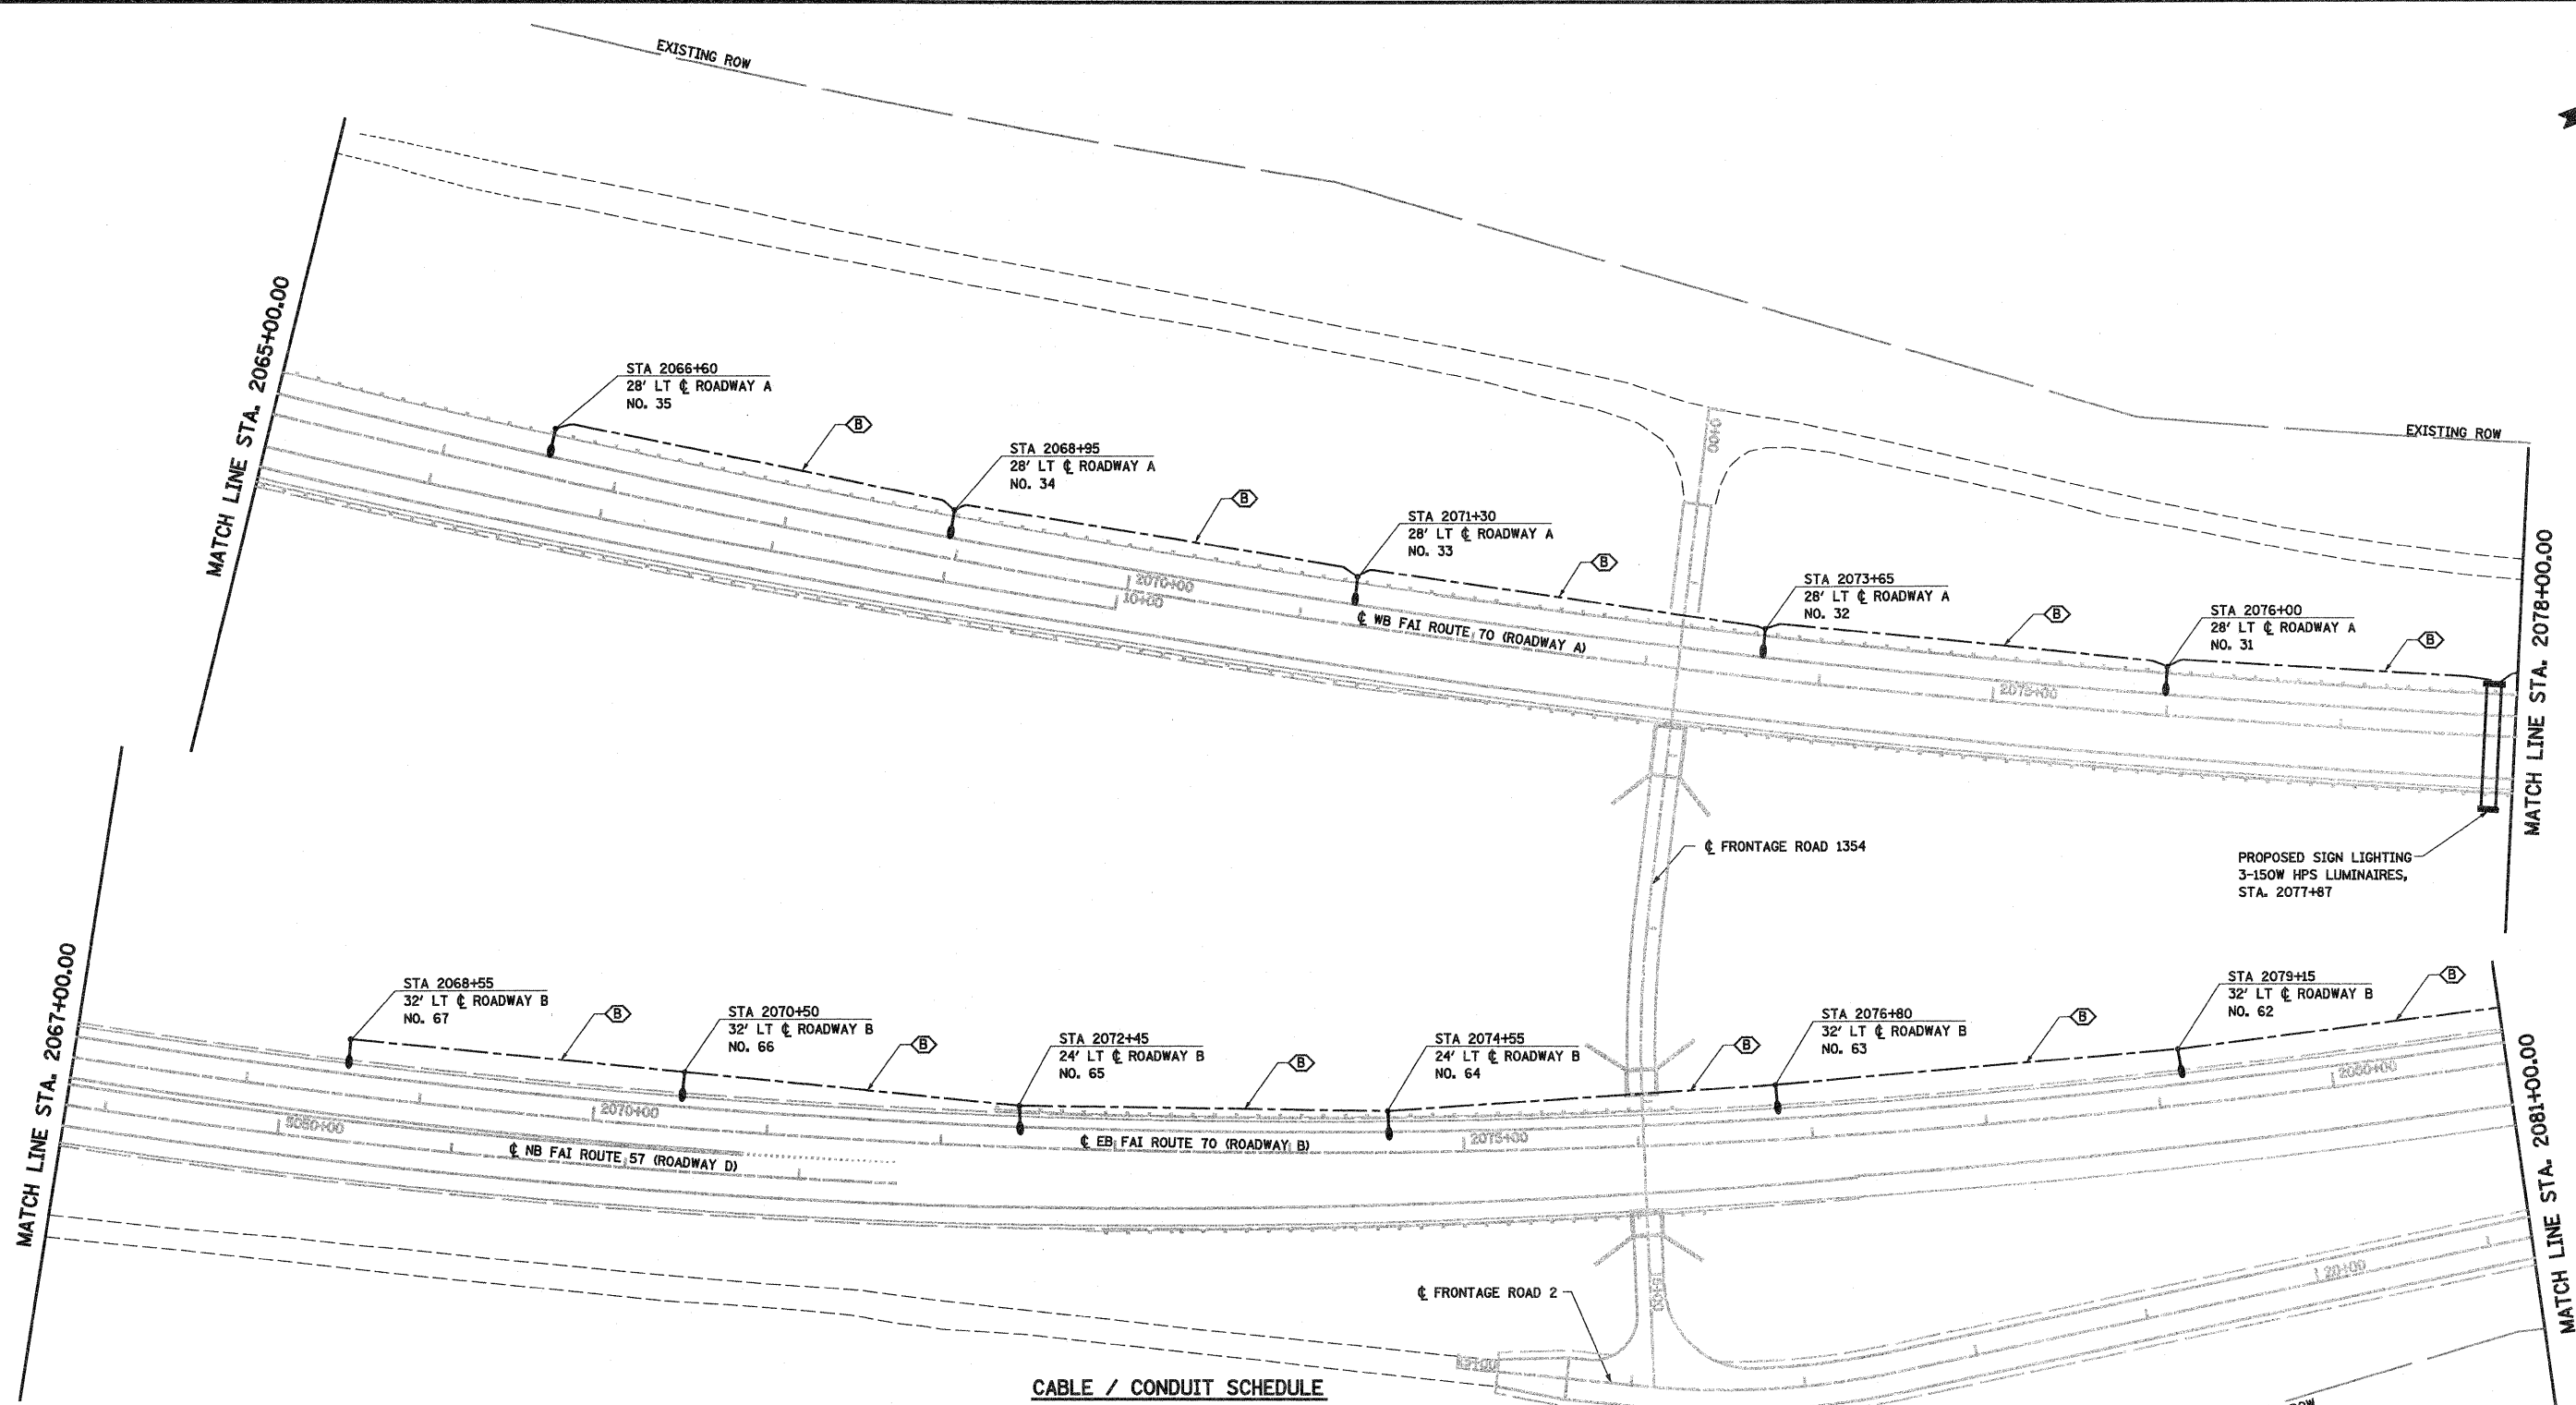 EXISTING ROW
MATCH LINE STA. 2065+00.00
STA 2066+60
28' LT ℄ ROADWAY A
NO. 35
B
STA 2068+95
28' LT ℄ ROADWAY A
NO. 34
B
STA 2071+30
28' LT ℄ ROADWAY A
NO. 33
B
STA 2073+65
28' LT ℄ ROADWAY A
NO. 32
B
STA 2076+00
28' LT ℄ ROADWAY A
NO. 31
B
EXISTING ROW
MATCH LINE STA. 2078+00.00
2070+00
10+00
℄ WB FAI ROUTE 70 (ROADWAY A)
2075+00
℄ FRONTAGE ROAD 1354
PROPOSED SIGN LIGHTING
3-150W HPS LUMINAIRES,
STA. 2077+87
MATCH LINE STA. 2067+00.00
STA 2068+55
32' LT ℄ ROADWAY B
NO. 67
B
STA 2070+50
32' LT ℄ ROADWAY B
NO. 66
B
STA 2072+45
24' LT ℄ ROADWAY B
NO. 65
B
STA 2074+55
24' LT ℄ ROADWAY B
NO. 64
B
STA 2076+80
32' LT ℄ ROADWAY B
NO. 63
B
STA 2079+15
32' LT ℄ ROADWAY B
NO. 62
B
MATCH LINE STA. 2081+00.00
2070+00
℄ NB FAI ROUTE 57 (ROADWAY D)
℄ EB FAI ROUTE 70 (ROADWAY B)
2075+00
2080+00
20+00
℄ FRONTAGE ROAD 2
CABLE / CONDUIT SCHEDULE
ROW